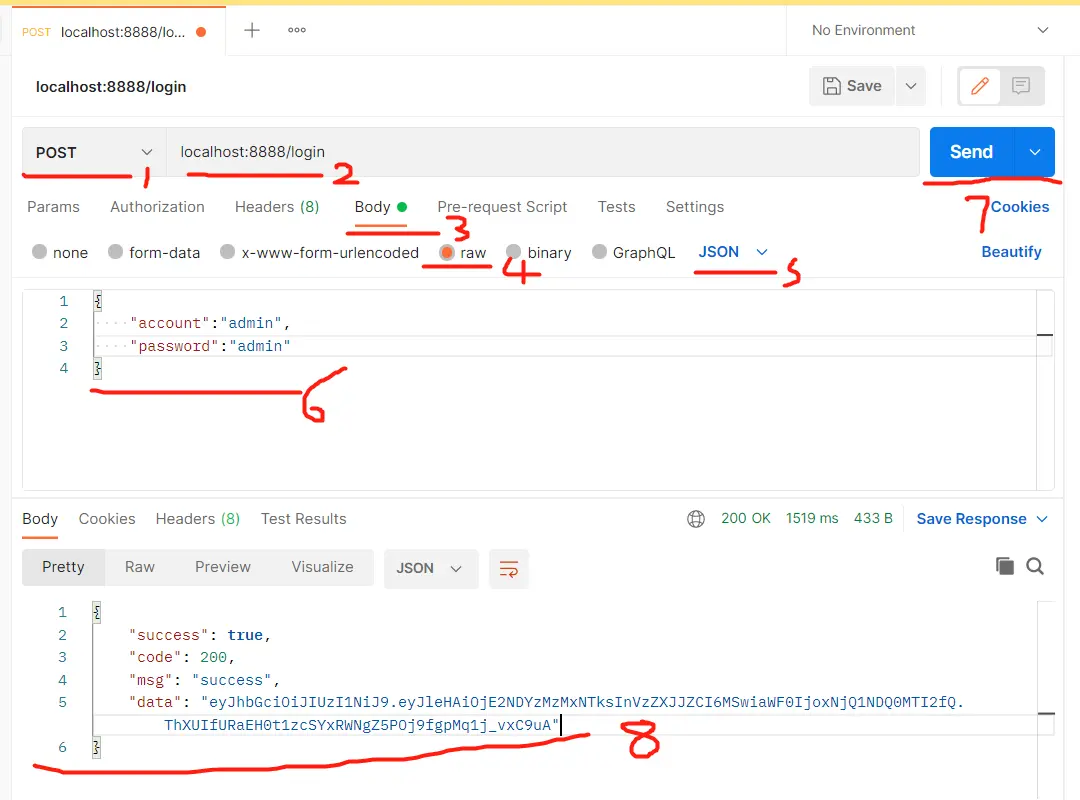 POST localhost:8888/lo... No Environment
localhost:8888/login Save
POST localhost:8888/login Send
1 2
Params Authorization Headers (8) Body Pre-request Script Tests Settings Cookies
3 7
none form-data x-www-form-urlencoded raw binary GraphQL JSON Beautify
4 5
1 {
2 "account":"admin",
3 "password":"admin"
4 }
6
Body Cookies Headers (8) Test Results 200 OK 1519 ms 433 B Save Response
Pretty Raw Preview Visualize JSON
1 {
2 "success": true,
3 "code": 200,
4 "msg": "success",
5 "data": "eyJhbGciOiJIUzI1NiJ9.eyJleHAiOjE2NDYzMzMxNTksInVzZXJJZCI6MSwiaWF0IjoxNjQ1NDQ0MTI2fQ.
ThXUIfURaEH0t1zcSYxRWNgZ5POj9fgpMq1j_vxC9uA"
6 }
8